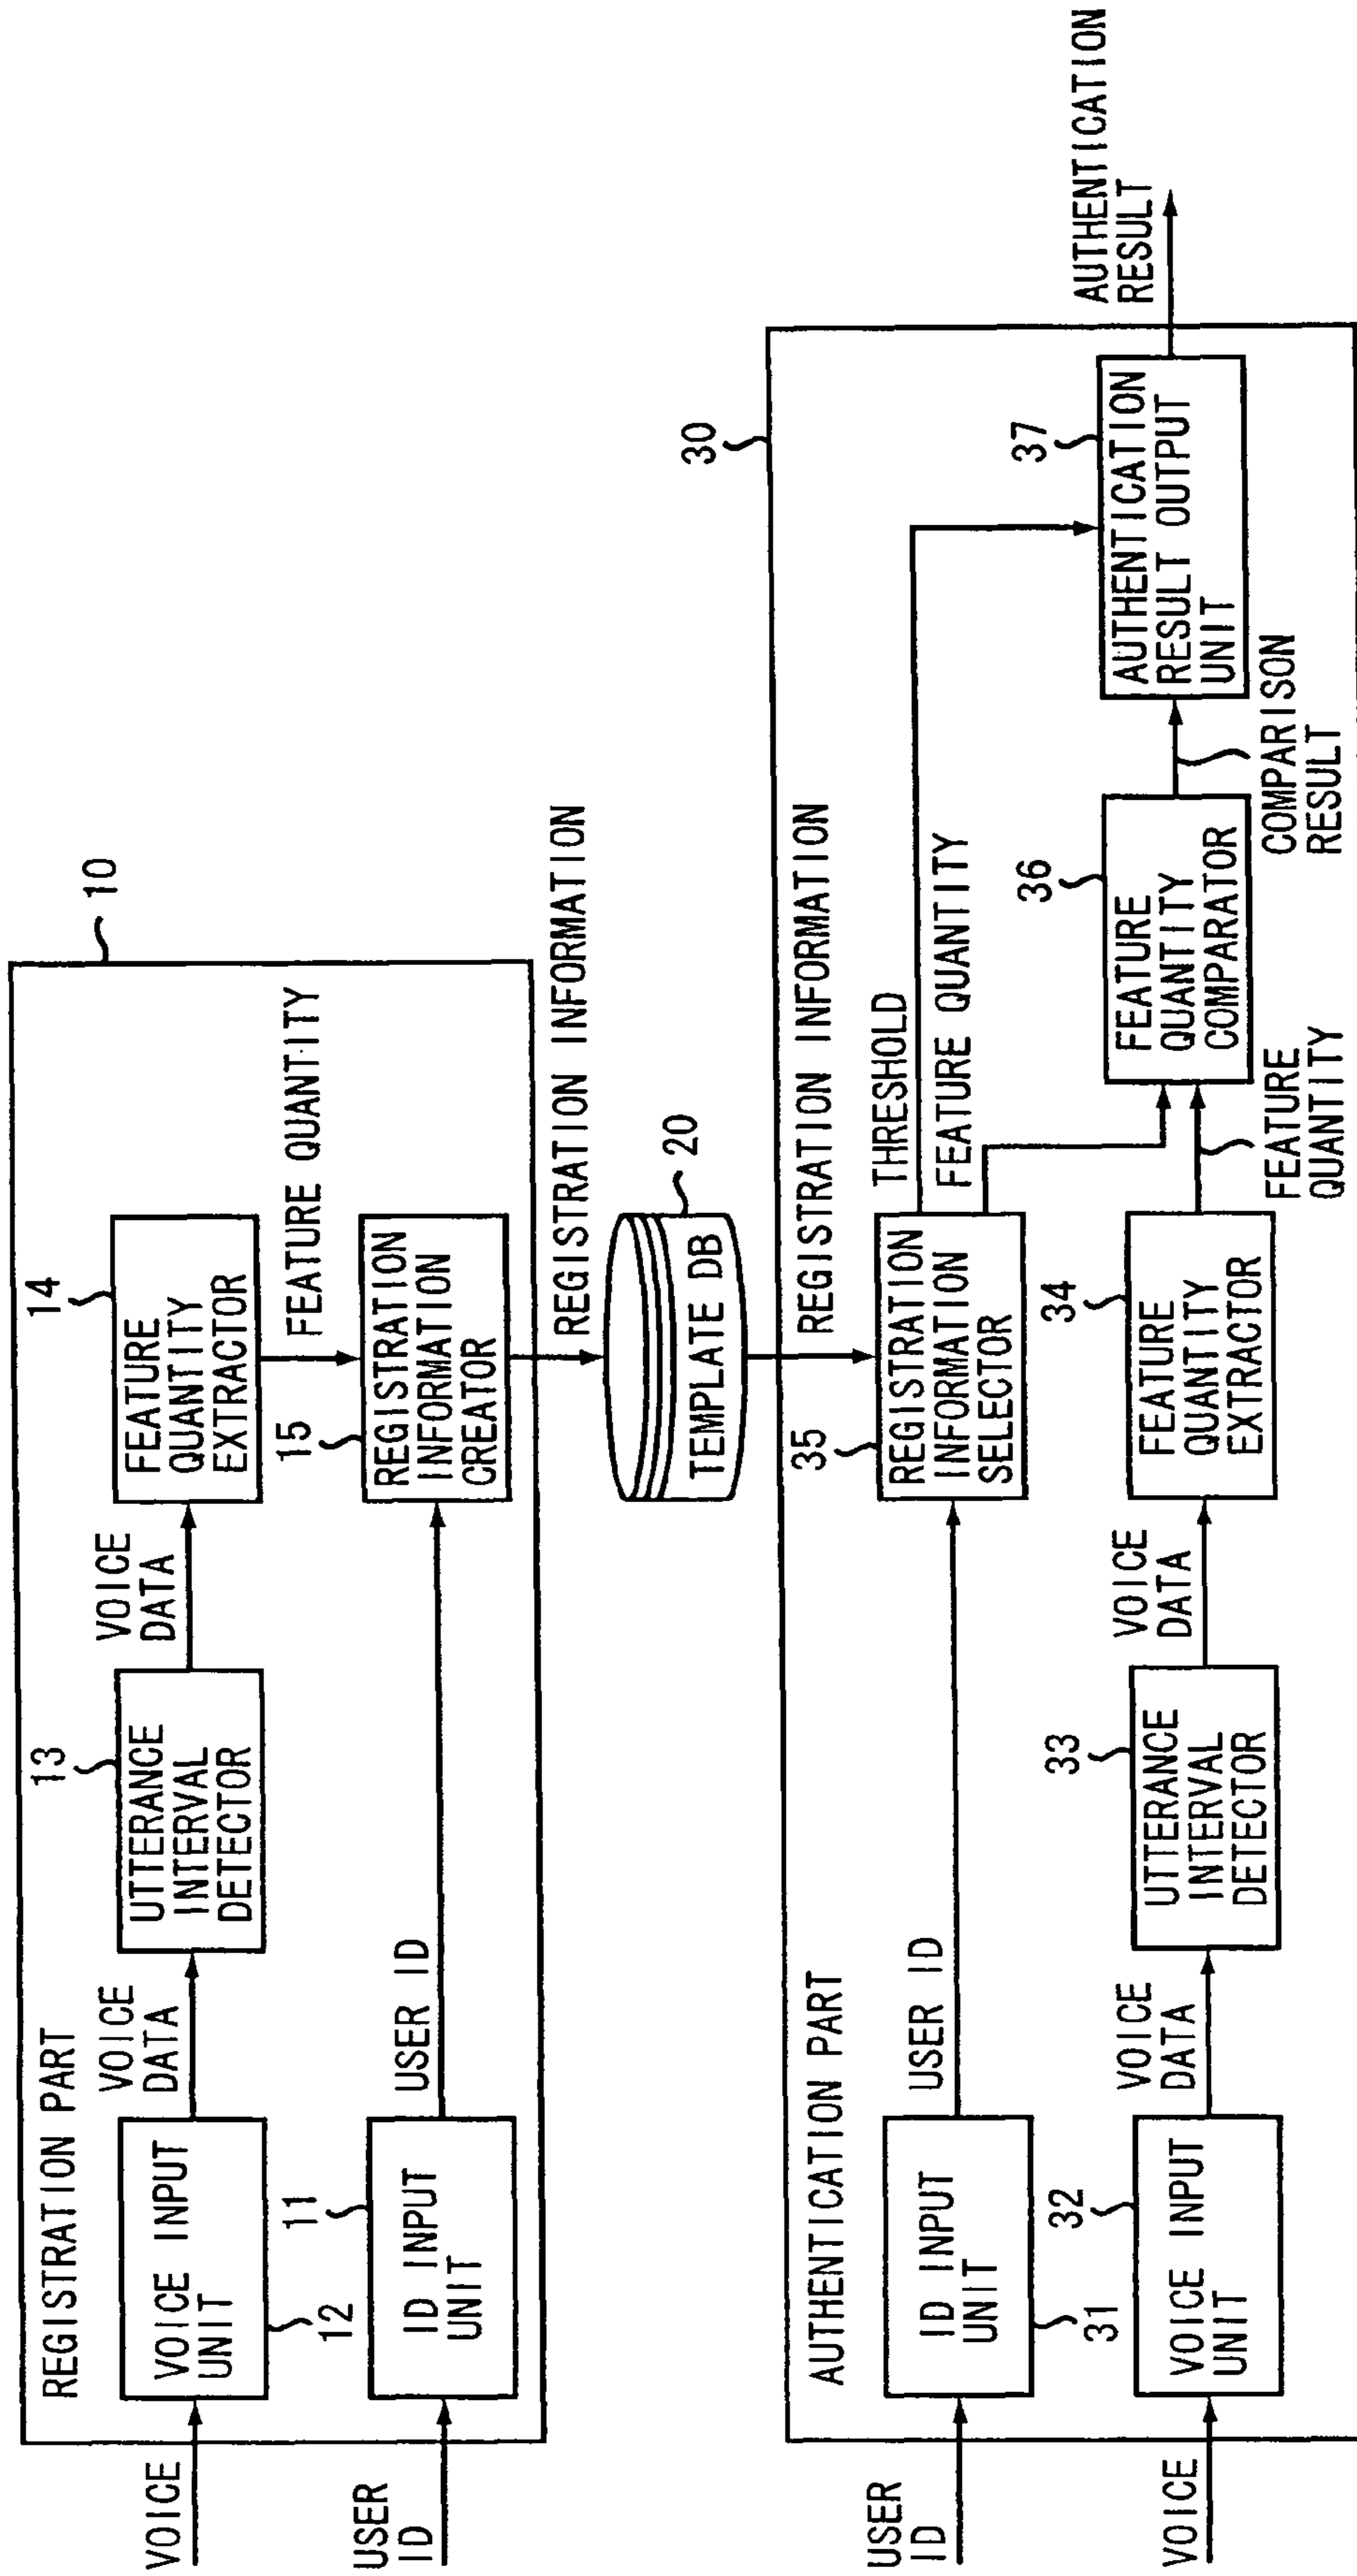 REGISTRATION PART
10
VOICE
VOICE INPUT
UNIT
12
VOICE
DATA
13
UTTERANCE
INTERVAL
DETECTOR
VOICE
DATA
14
FEATURE
QUANTITY
EXTRACTOR
FEATURE QUANTITY
USER
ID
11
ID INPUT
UNIT
USER ID
15
REGISTRATION
INFORMATION
CREATOR
REGISTRATION INFORMATION
TEMPLATE DB
20
30
AUTHENTICATION PART
REGISTRATION INFORMATION
USER
ID
ID INPUT
UNIT
31
USER ID
35
REGISTRATION
INFORMATION
SELECTOR
THRESHOLD
FEATURE QUANTITY
VOICE
32
VOICE INPUT
UNIT
VOICE
DATA
33
UTTERANCE
INTERVAL
DETECTOR
VOICE
DATA
34
FEATURE
QUANTITY
EXTRACTOR
FEATURE
QUANTITY
36
FEATURE
QUANTITY
COMPARATOR
COMPARISON
RESULT
37
AUTHENTICATION
RESULT OUTPUT
UNIT
AUTHENTICATION
RESULT